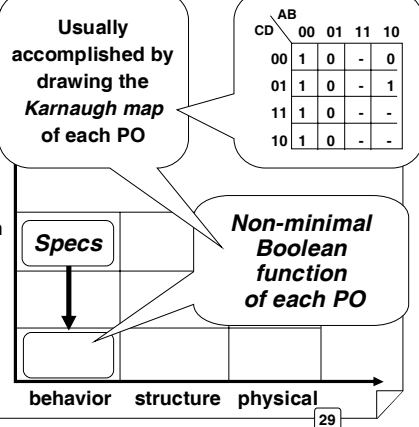 Usually
accomplished by
drawing the
Karnaugh map
of each PO
AB
CD 00 01 11 10
00 1 0 - 0
01 1 0 - 1
11 1 0 - -
10 1 0 - -
Specs
Non-minimal
Boolean
function
of each PO
behavior structure physical
29